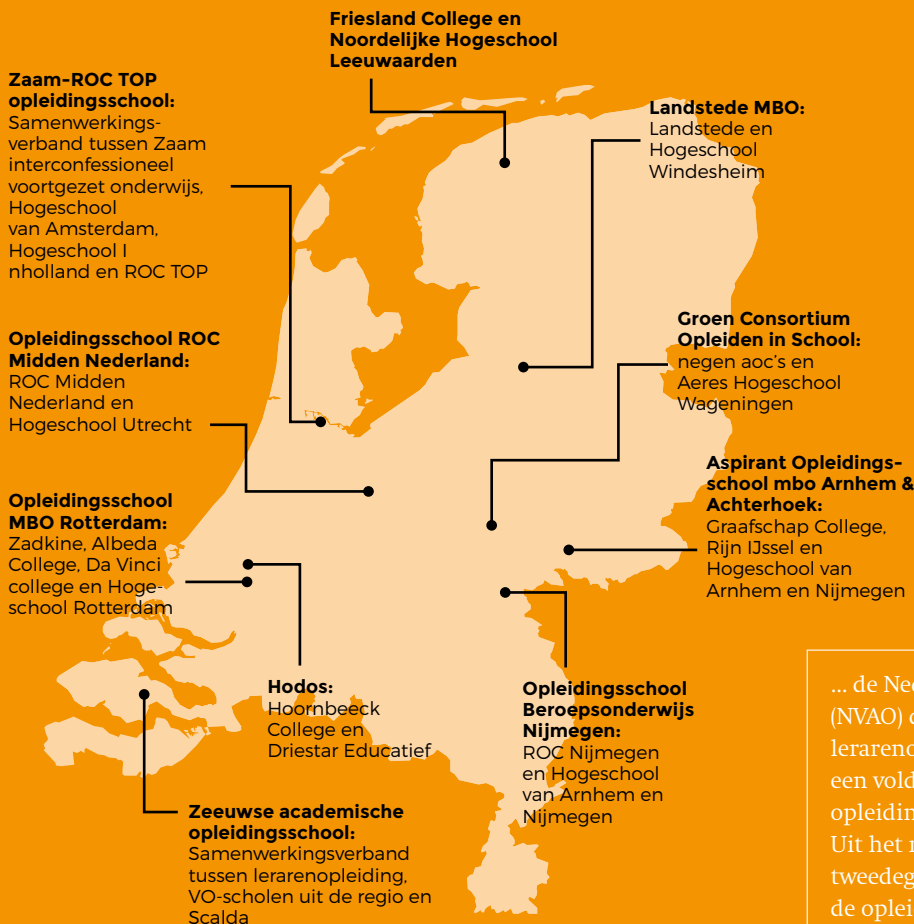 Friesland College en
Noordelijke Hogeschool
Leeuwaarden
Zaam-ROC TOP
opleidingsschool:
Samenwerkings-
verband tussen Zaam
interconfessioneel
voortgezet onderwijs,
Hogeschool
van Amsterdam,
Hogeschool I
nholland en ROC TOP
Landstede MBO:
Landstede en
Hogeschool
Windesheim
Opleidingsschool ROC
Midden Nederland:
ROC Midden
Nederland en
Hogeschool Utrecht
Groen Consortium
Opleiden in School:
negen aoc's en
Aeres Hogeschool
Wageningen
Opleidingsschool
MBO Rotterdam:
Zadkine, Albeda
College, Da Vinci
college en Hoge-
school Rotterdam
Aspirant Opleidings-
school mbo Arnhem &
Achterhoek:
Graafschap College,
Rijn IJssel en
Hogeschool van
Arnhem en Nijmegen
Hodos:
Hoornbeeck
College en
Driestar Educatief
Opleidingsschool
Beroepsonderwijs
Nijmegen:
ROC Nijmegen
en Hogeschool
van Arnhem en
Nijmegen
Zeeuwse academische
opleidingsschool:
Samenwerkingsverband
tussen lerarenopleiding,
VO-scholen uit de regio en
Scalda
... de Ne
(NVAO)
leraren
een vold
opleidin
Uit het
tweedeg
de oplei